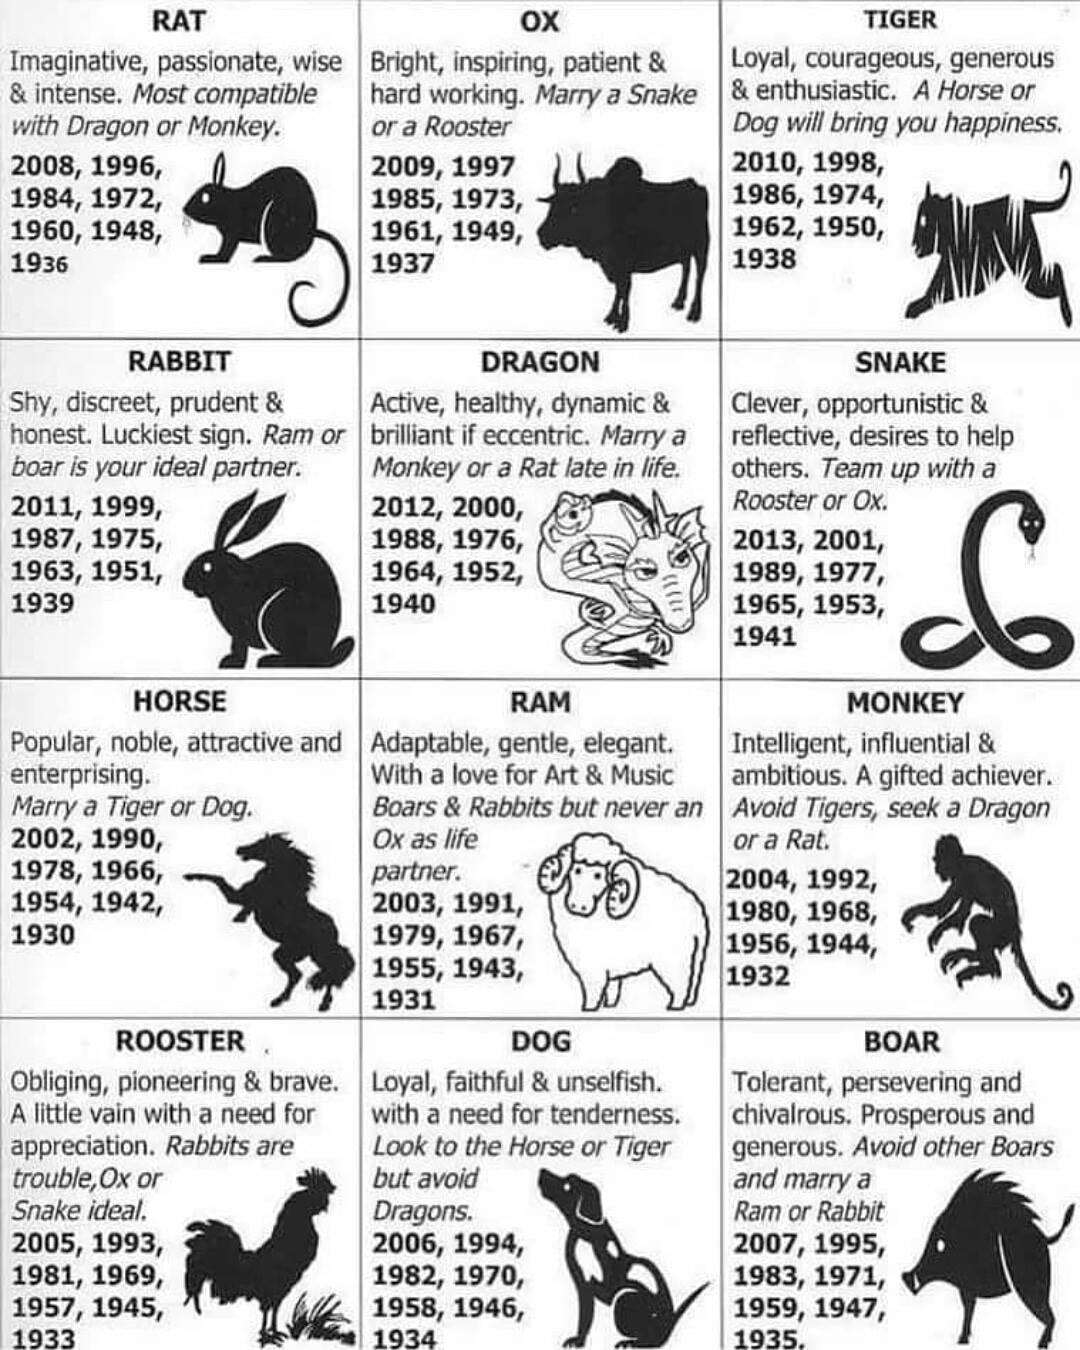 RAT
Imaginative, passionate, wise
& intense. Most compatible
with Dragon or Monkey.
2008, 1996,
1984, 1972,
1960, 1948,
1936
OX
Bright, inspiring, patient &
hard working. Marry a Snake
or a Rooster
2009, 1997
1985, 1973,
1961, 1949,
1937
TIGER
Loyal, courageous, generous
& enthusiastic. A Horse or
Dog will bring you happiness.
2010, 1998,
1986, 1974,
1962, 1950,
1938
RABBIT
Shy, discreet, prudent &
honest. Luckiest sign. Ram or
boar is your ideal partner.
2011, 1999,
1987, 1975,
1963, 1951,
1939
DRAGON
Active, healthy, dynamic &
brilliant if eccentric. Marry a
Monkey or a Rat late in life.
2012, 2000,
1988, 1976,
1964, 1952,
1940
SNAKE
Clever, opportunistic &
reflective, desires to help
others. Team up with a
Rooster or Ox.
2013, 2001,
1989, 1977,
1965, 1953,
1941
HORSE
Popular, noble, attractive and
enterprising.
Marry a Tiger or Dog.
2002, 1990,
1978, 1966,
1954, 1942,
1930
RAM
Adaptable, gentle, elegant.
With a love for Art & Music
Boars & Rabbits but never an
Ox as life
partner.
2003, 1991,
1979, 1967,
1955, 1943,
1931
MONKEY
Intelligent, influential &
ambitious. A gifted achiever.
Avoid Tigers, seek a Dragon
or a Rat.
2004, 1992,
1980, 1968,
1956, 1944,
1932
ROOSTER
Obliging, pioneering & brave.
A little vain with a need for
appreciation. Rabbits are
trouble,Ox or
Snake ideal.
2005, 1993,
1981, 1969,
1957, 1945,
1933
DOG
Loyal, faithful & unselfish.
with a need for tenderness.
Look to the Horse or Tiger
but avoid
Dragons.
2006, 1994,
1982, 1970,
1958, 1946,
1934
BOAR
Tolerant, persevering and
chivalrous. Prosperous and
generous. Avoid other Boars
and marry a
Ram or Rabbit
2007, 1995,
1983, 1971,
1959, 1947,
1935.